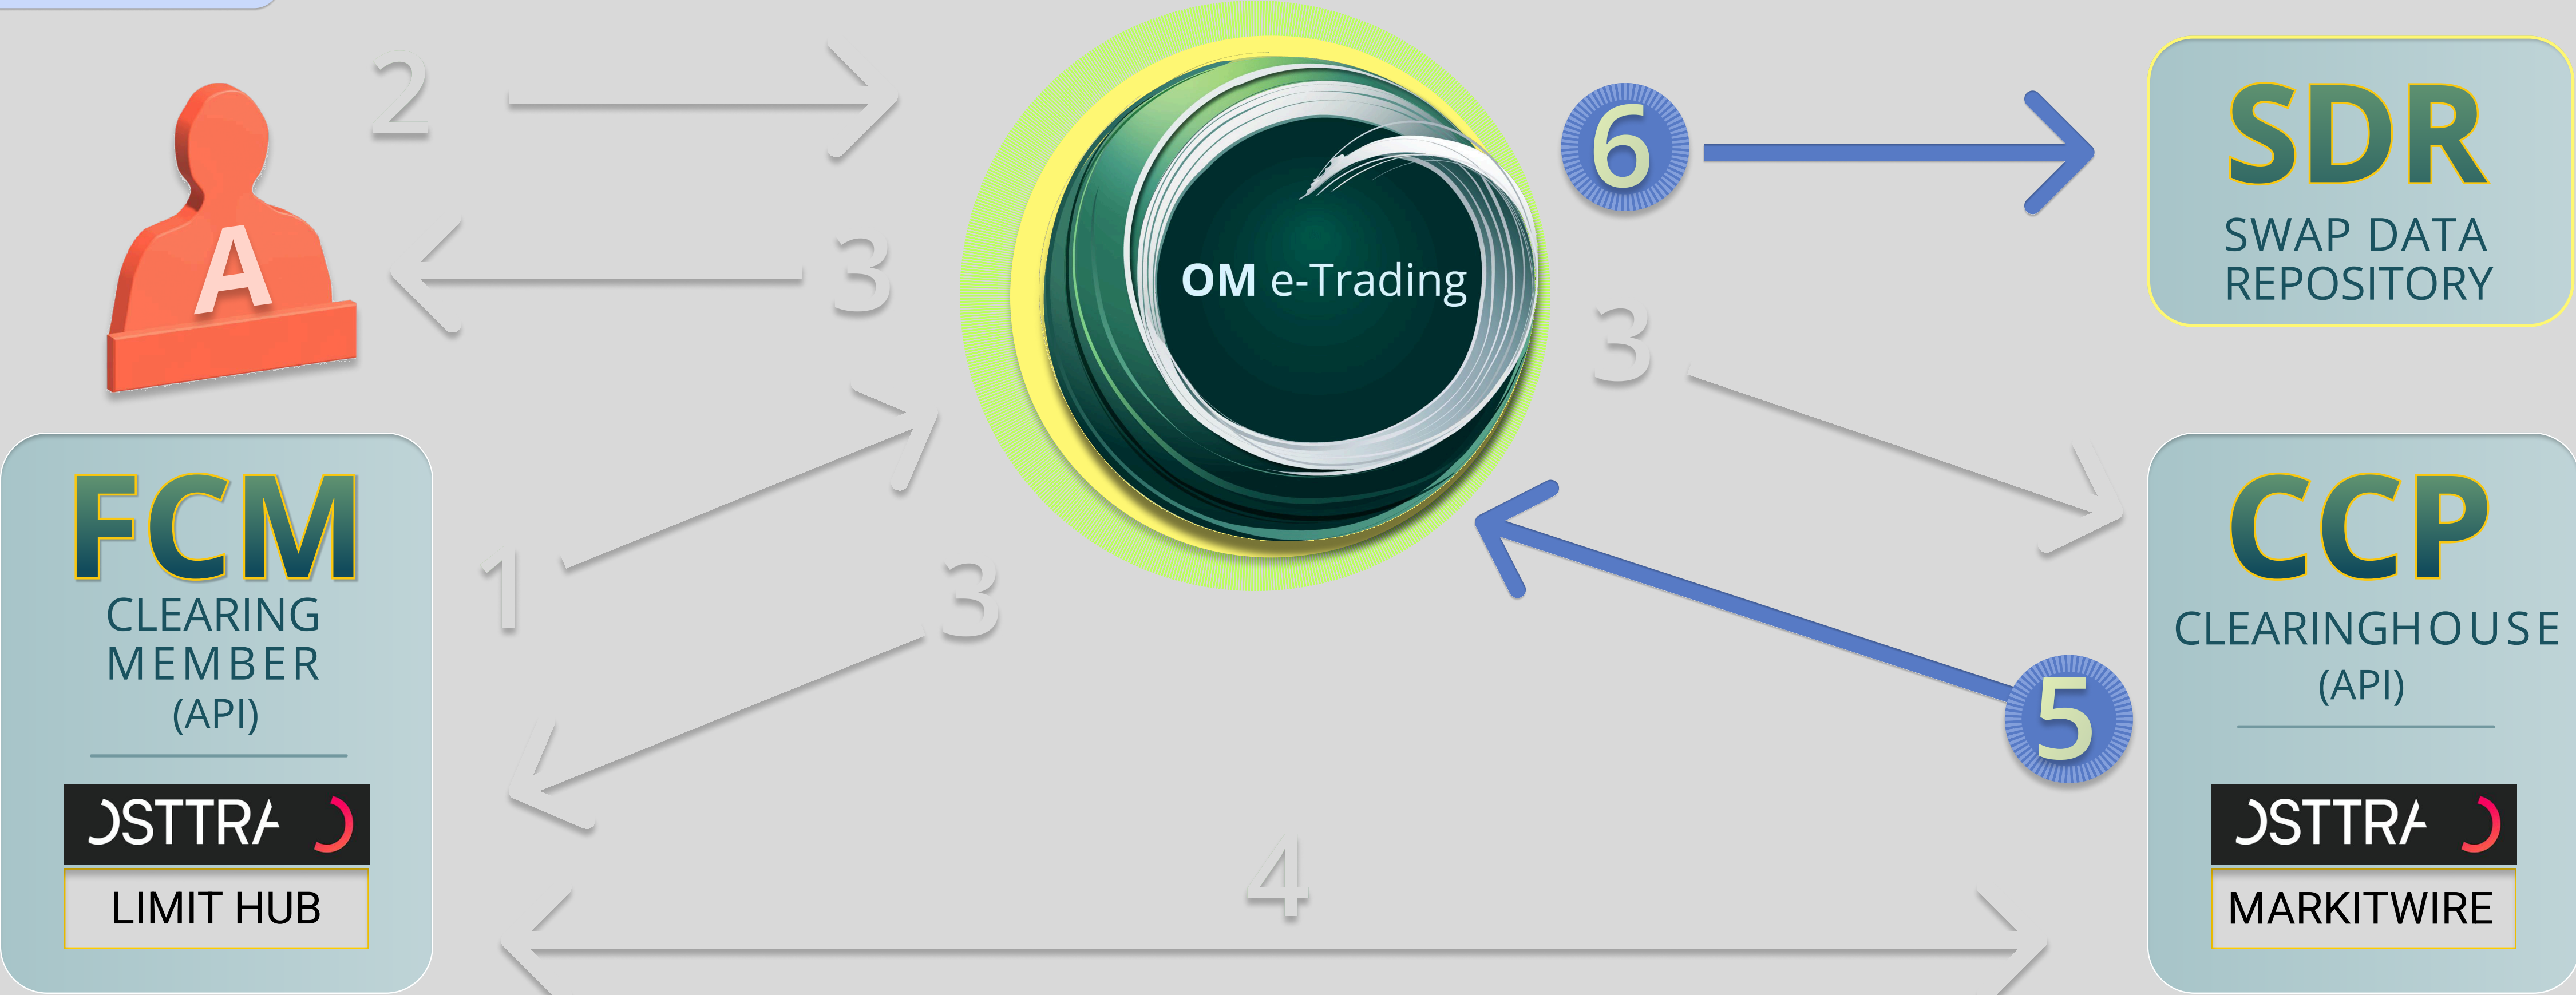 2
A
3
OM e-Trading
6
SDR
SWAP DATA
REPOSITORY
3
FCM
CLEARING
MEMBER
(API)
OSTTRA
LIMIT HUB
1
3
4
5
CCP
CLEARINGHOUSE
(API)
OSTTRA
MARKITWIRE